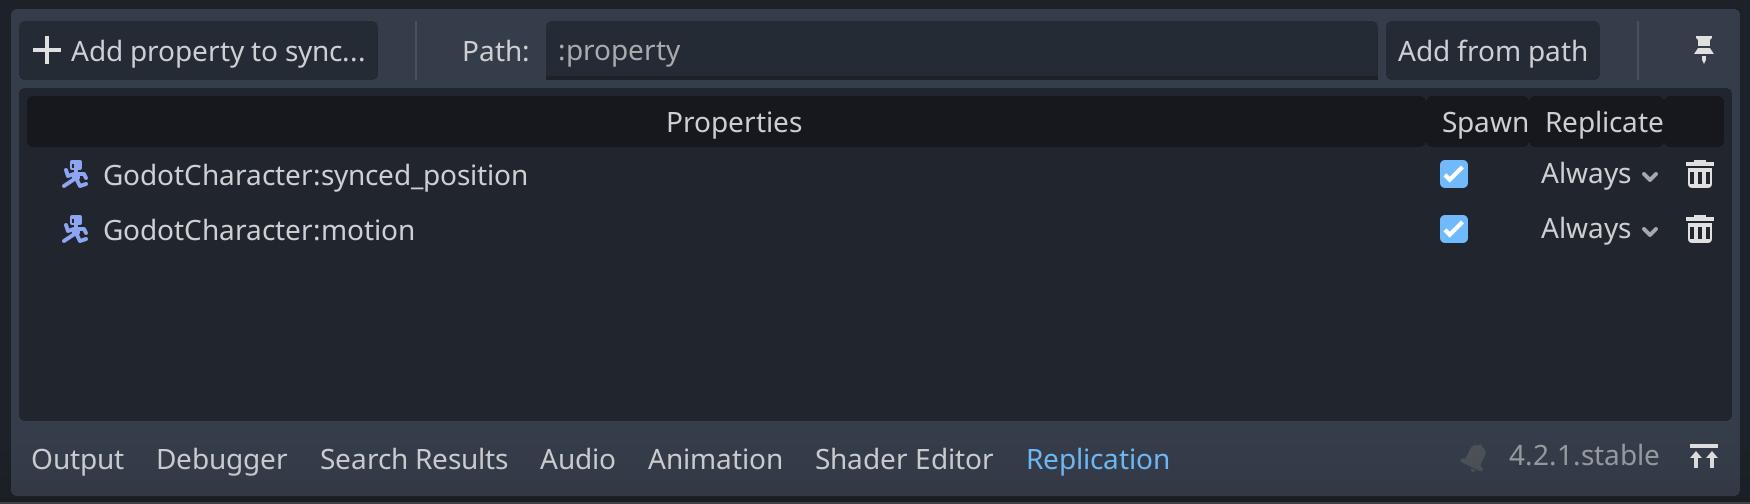 Add property to sync... Path: :property Add from path
Properties Spawn Replicate
GodotCharacter:synced_position Always
GodotCharacter:motion Always
Output Debugger Search Results Audio Animation Shader Editor Replication 4.2.1.stable